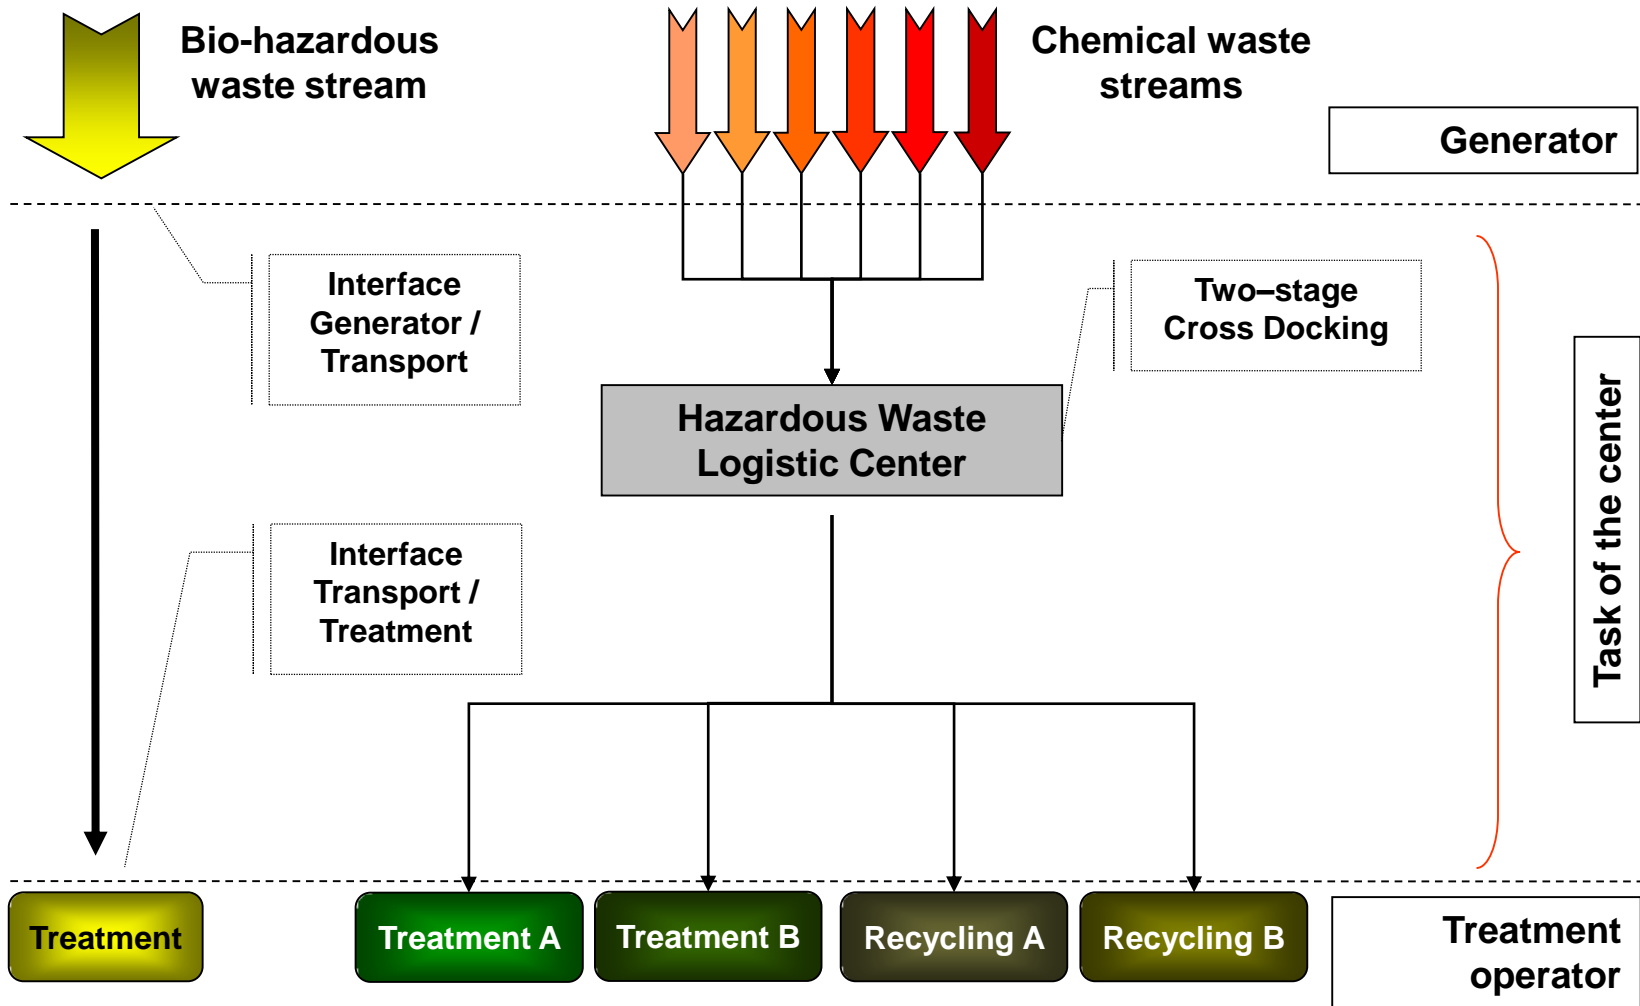 Bio-hazardous
waste stream
Chemical waste
streams
Generator
Interface
Generator /
Transport
Two–stage
Cross Docking
Hazardous Waste
Logistic Center
Task of the center
Interface
Transport /
Treatment
Treatment
Treatment A
Treatment B
Recycling A
Recycling B
Treatment
operator